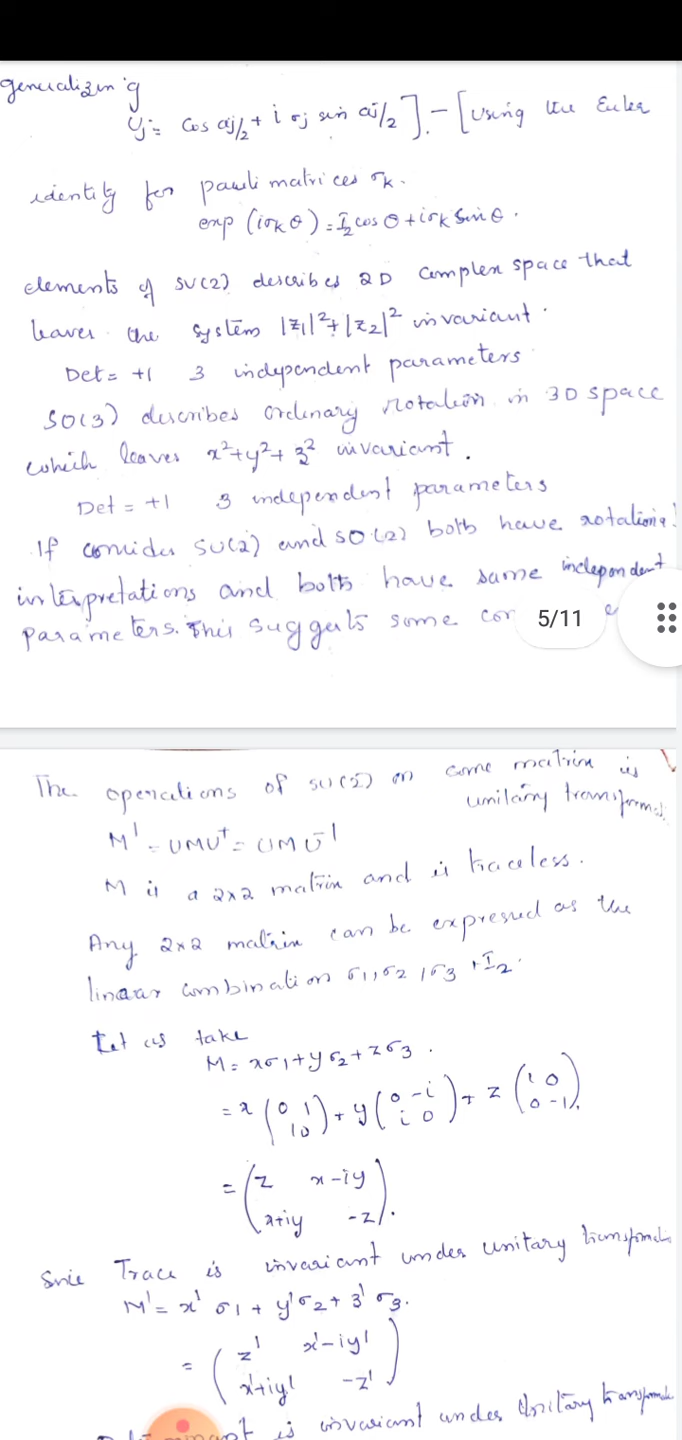 generalizing
Uj = cos αj/2 + i σj sin αj/2 ] - [Using the Euler
identity for pauli matrices σk.
exp (iσk θ) = I2 cos θ + iσk Sin θ.
elements of SU(2) describes 2D Complex space that
leaves the system |z1|²+|z2|² invariant.
Det = +1 3 independent parameters
SO(3) describes Ordinary rotation in 3D space
which leaves x²+y²+z² invariant.
Det = +1 3 independent parameters
If consider SU(2) and SO(2) both have rotational
interpretations and both have same independent
parameters. This suggests some
5/11
The operations of SU(2) on some matrix is
unitary transform
M' = UMU† = UMU⁻¹
M is a 2x2 matrix and is traceless.
Any 2x2 matrix can be expressed as the
linear combination σ1, σ2, σ3 + I2.
Let us take
M = xσ1 + yσ2 + zσ3.
= x (0 1
1 0) + y (0 -i
i 0) + z (1 0
0 -1)
= (z x-iy
x+iy -z).
Snie Trace is invariant under unitary
M' = x' σ1 + y'σ2 + z' σ3.
= (z' x'-iy'
x'+iy' -z')
is invariant under Unitary